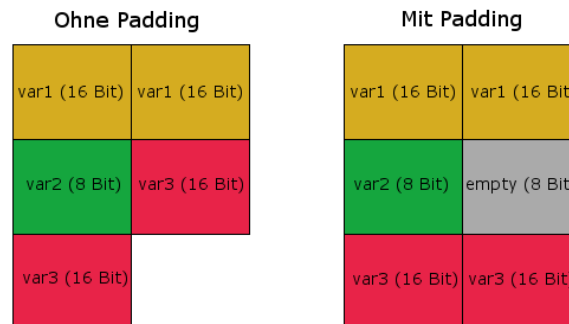 Ohne Padding
Mit Padding
var1 (16 Bit) var1 (16 Bit)
var1 (16 Bit) var1 (16 Bit
var2 (8 Bit) var3 (16 Bit)
var2 (8 Bit) empty (8 Bit
var3 (16 Bit)
var3 (16 Bit) var3 (16 Bit